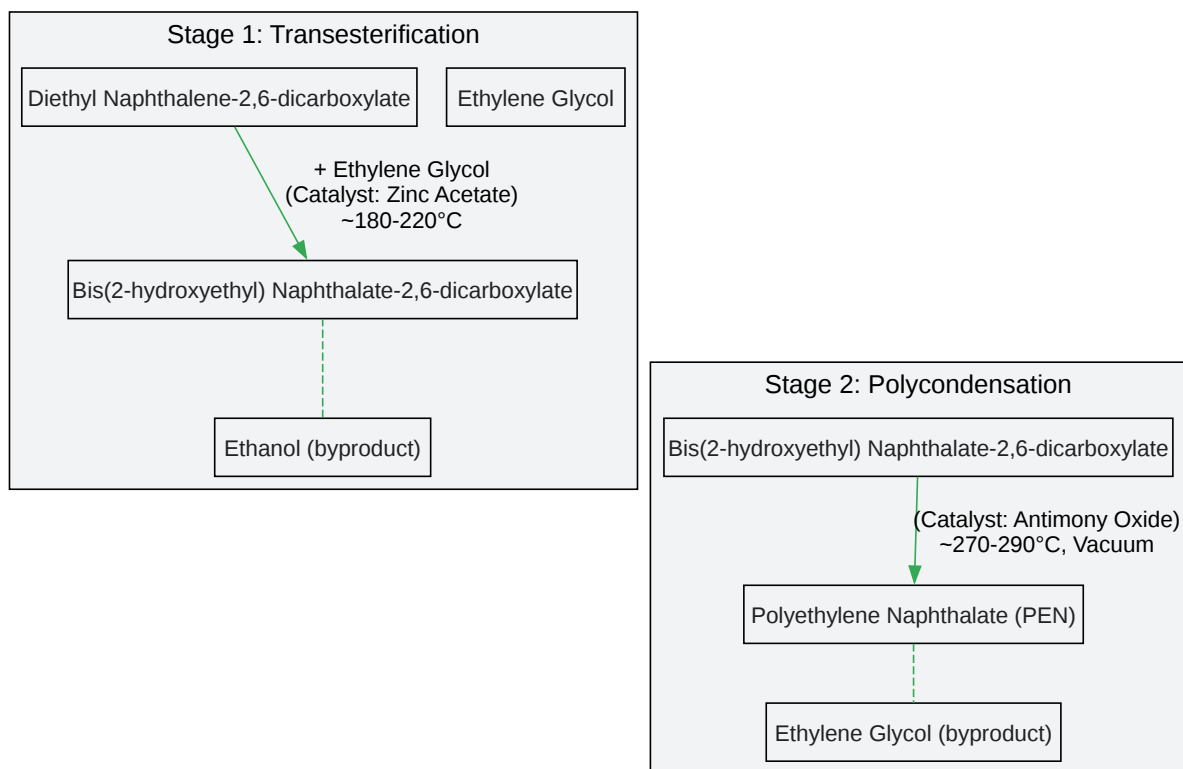 Stage 1: Transesterification
Diethyl Naphthalene-2,6-dicarboxylate
Ethylene Glycol
+ Ethylene Glycol
(Catalyst: Zinc Acetate)
~180-220°C
Bis(2-hydroxyethyl) Naphthalate-2,6-dicarboxylate
Ethanol (byproduct)
Stage 2: Polycondensation
Bis(2-hydroxyethyl) Naphthalate-2,6-dicarboxylate
(Catalyst: Antimony Oxide)
~270-290°C, Vacuum
Polyethylene Naphthalate (PEN)
Ethylene Glycol (byproduct)